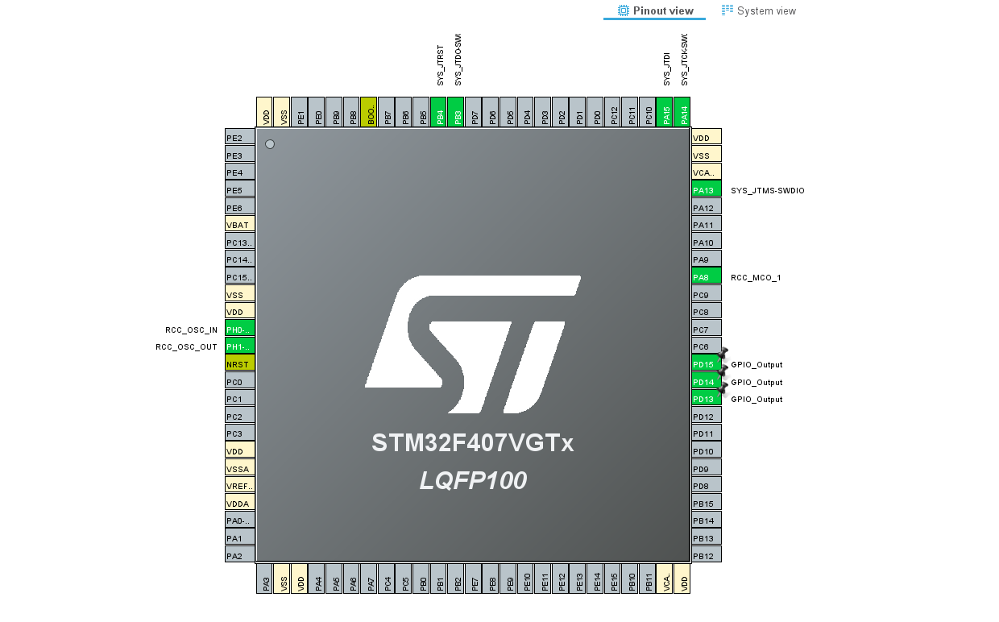 Pinout view
System view
SYS_JTRST
SYS_JTDO-SWO
SYS_JTDI
SYS_JTCK-SWC
VDD
VSS
PE1
PE0
PB9
PB8
BOO..
PB7
PB6
PB5
PB4
PB3
PD7
PD6
PD5
PD4
PD3
PD2
PD1
PD0
PC12
PC11
PC10
PA15
PA14
PE2
PE3
PE4
PE5
PE6
VBAT
PC13..
PC14..
PC15..
VSS
VDD
RCC_OSC_IN PH0-..
RCC_OSC_OUT PH1-..
NRST
PC0
PC1
PC2
PC3
VDD
VSSA
VREF..
VDDA
PA0-..
PA1
PA2
STM32F407VGTx
LQFP100
VDD
VSS
VCA..
PA13 SYS_JTMS-SWDIO
PA12
PA11
PA10
PA9
PA8 RCC_MCO_1
PC9
PC8
PC7
PC6
PD15 GPIO_Output
PD14 GPIO_Output
PD13 GPIO_Output
PD12
PD11
PD10
PD9
PD8
PB15
PB14
PB13
PB12
PA3
VSS
VDD
PA4
PA5
PA6
PA7
PC4
PC5
PB0
PB1
PB2
PE7
PE8
PE9
PE10
PE11
PE12
PE13
PE14
PE15
PB10
PB11
VCA..
VDD